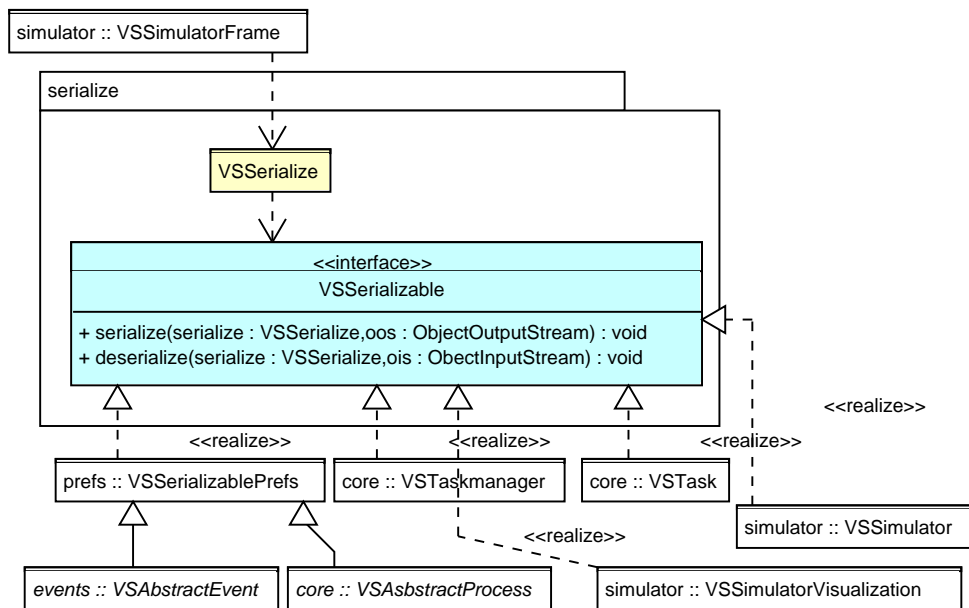 simulator :: VSSimulatorFrame
serialize
VSSerialize
<<interface>>
VSSerializable
+ serialize(serialize : VSSerialize,oos : ObjectOutputStream) : void
+ deserialize(serialize : VSSerialize,ois : ObectInputStream) : void
<<realize>>
<<realize>>
<<realize>>
<<realize>>
prefs :: VSSerializablePrefs
core :: VSTaskmanager
core :: VSTask
simulator :: VSSimulator
<<realize>>
events :: VSAbstractEvent
core :: VSAsbstractProcess
simulator :: VSSimulatorVisualization